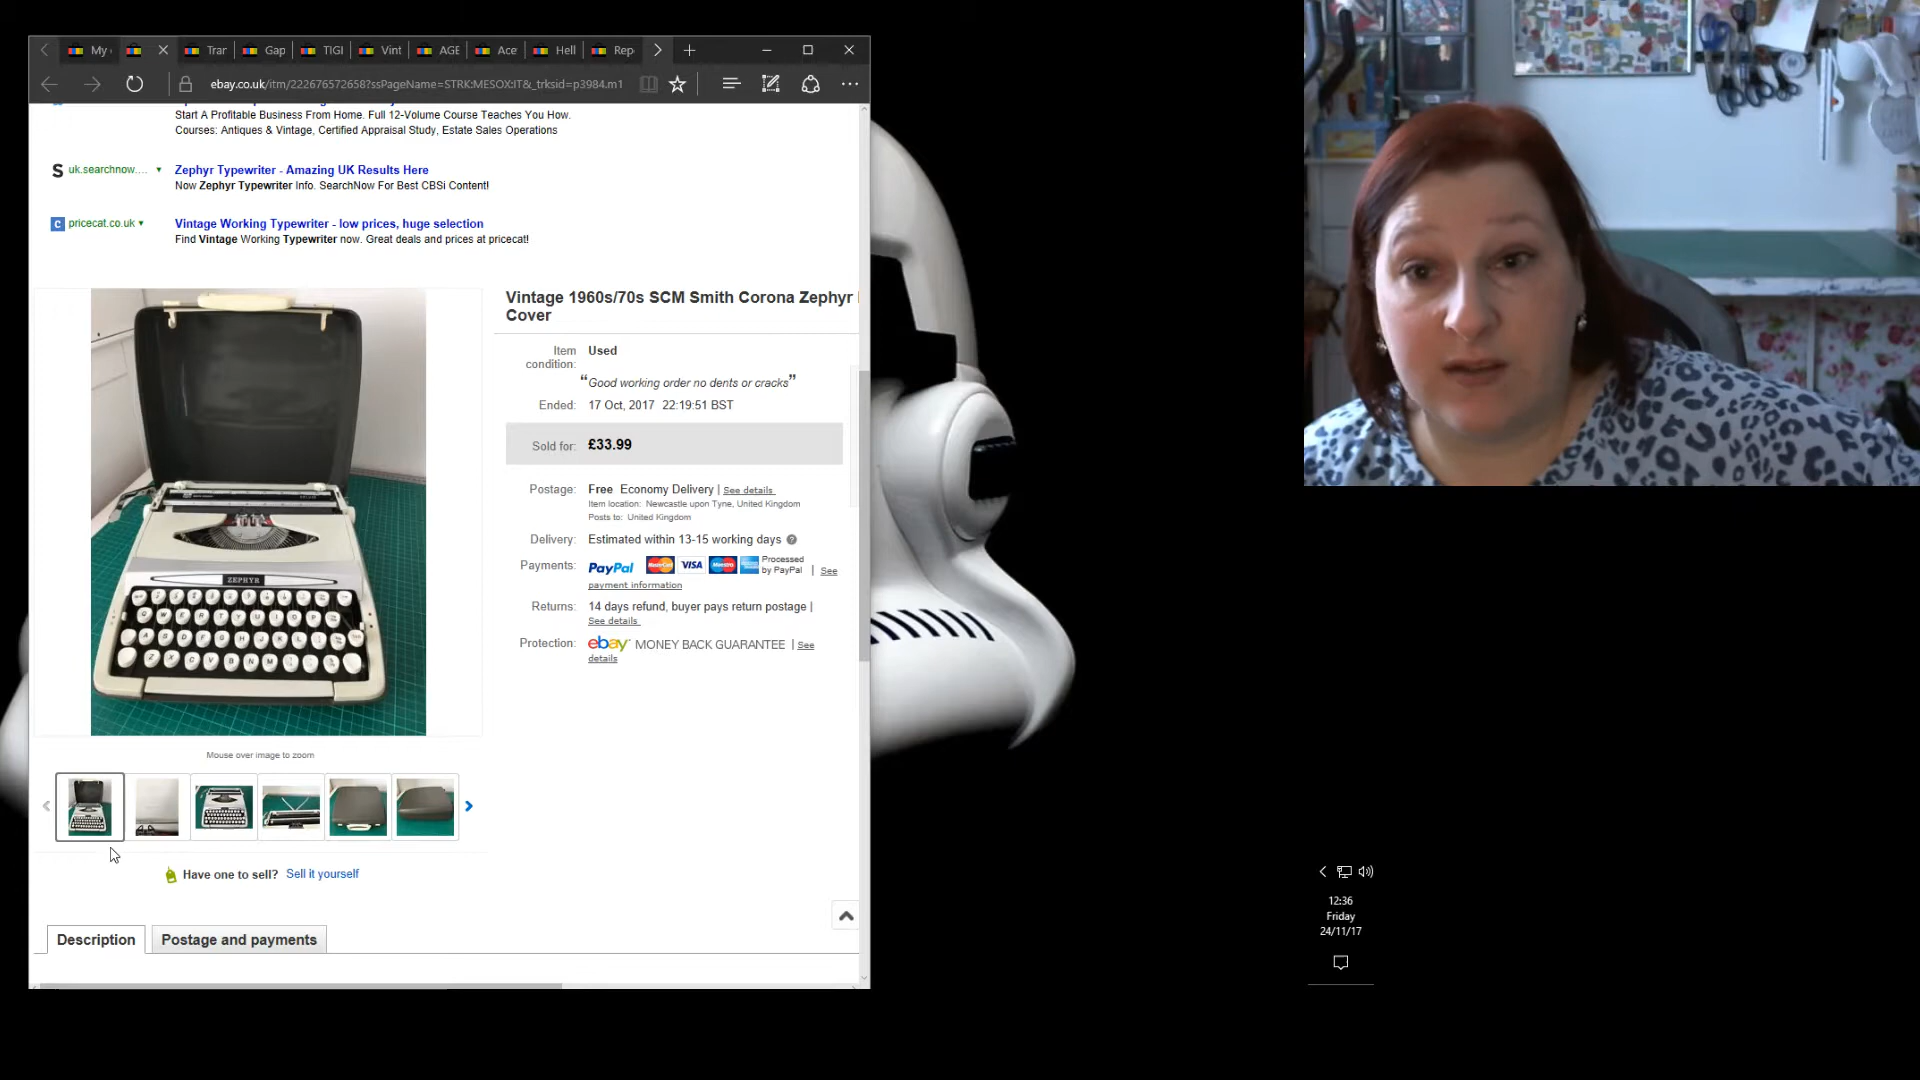 My
Trar
Gap
TIGI
Vint
AGE
Ace
Hell
Rep
ebay.co.uk/itm/222676572658?ssPageName=STRK:MESOX:IT&_trksid=p3984.m1
Start A Profitable Business From Home. Full 12-Volume Course Teaches You How.
Courses: Antiques & Vintage, Certified Appraisal Study, Estate Sales Operations
S uk.searchnow.... Zephyr Typewriter - Amazing UK Results Here
Now Zephyr Typewriter Info. SearchNow For Best CBSi Content!
c pricecat.co.uk Vintage Working Typewriter - low prices, huge selection
Find Vintage Working Typewriter now. Great deals and prices at pricecat!
Vintage 1960s/70s SCM Smith Corona Zephyr
Cover
Item condition: Used
“Good working order no dents or cracks”
Ended: 17 Oct, 2017 22:19:51 BST
Sold for: £33.99
Postage: Free Economy Delivery | See details
Item location: Newcastle upon Tyne, United Kingdom
Posts to: United Kingdom
Delivery: Estimated within 13-15 working days
Payments: PayPal MasterCard VISA Maestro Processed by PayPal | See
payment information
Returns: 14 days refund, buyer pays return postage |
See details
Protection: ebay MONEY BACK GUARANTEE | See
details
ZEPHYR
Mouse over image to zoom
Have one to sell? Sell it yourself
Description
Postage and payments
12:36
Friday
24/11/17